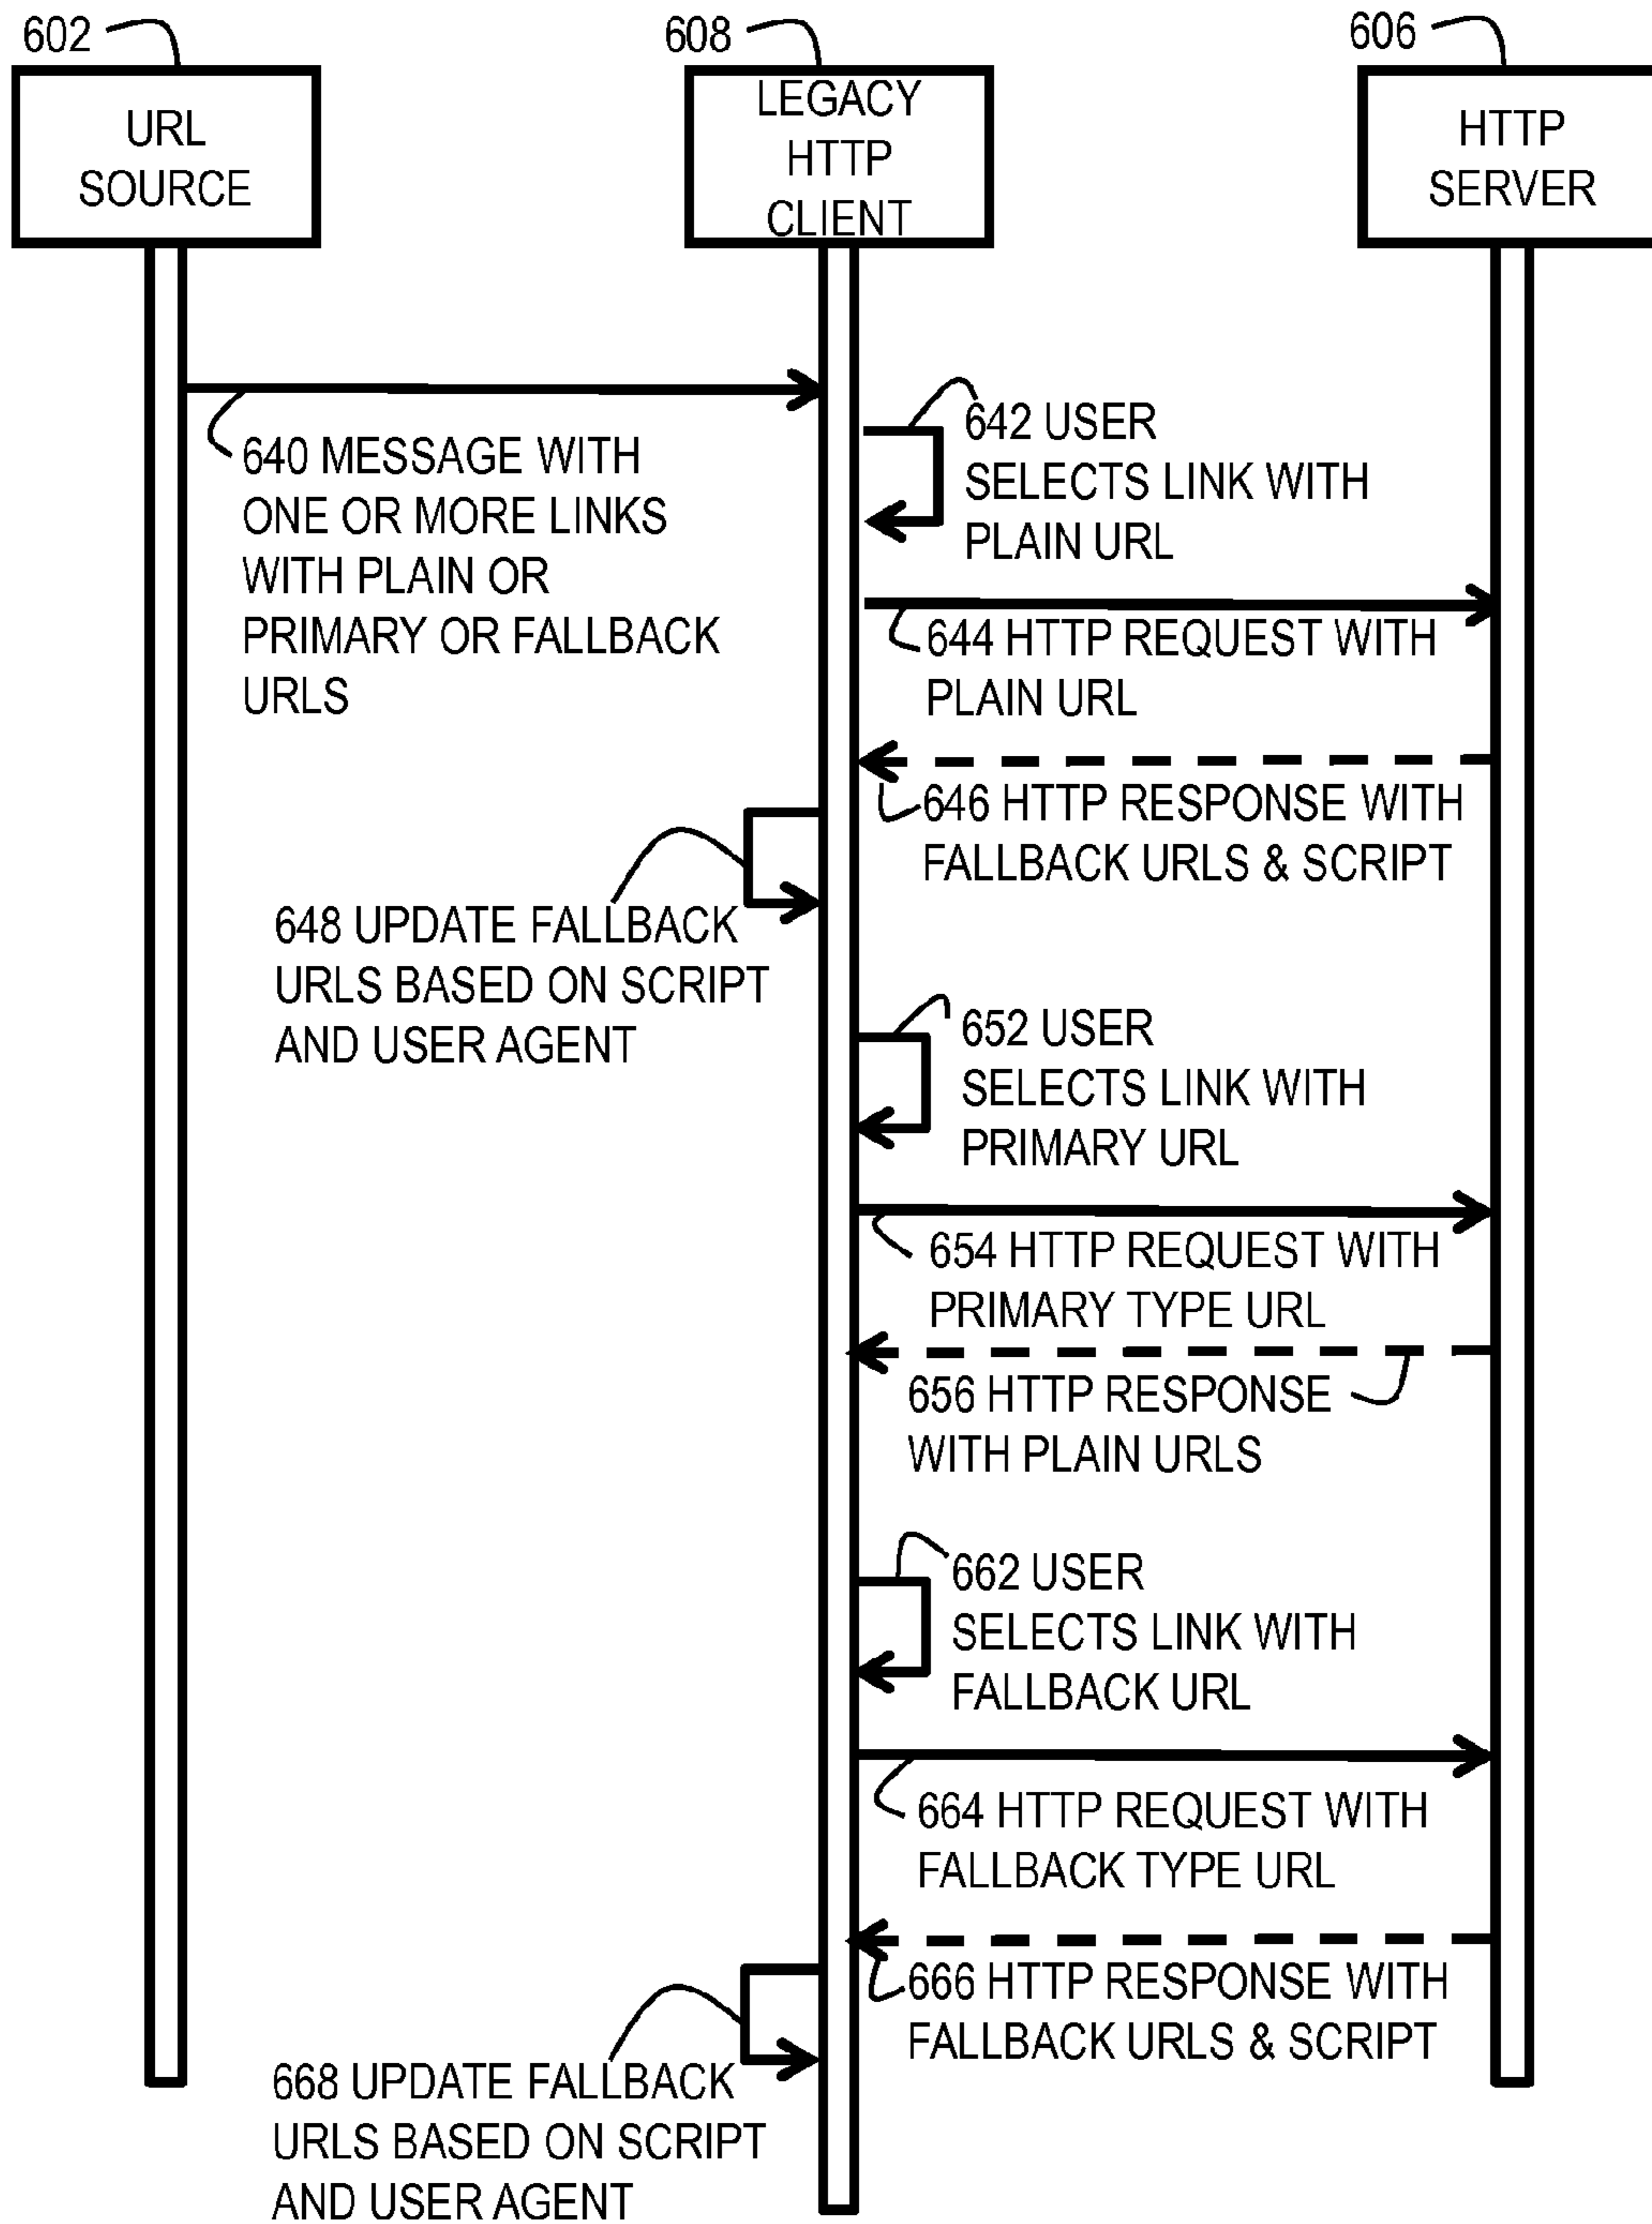 602
608
606
URL
SOURCE
LEGACY
HTTP
CLIENT
HTTP
SERVER
640 MESSAGE WITH
ONE OR MORE LINKS
WITH PLAIN OR
PRIMARY OR FALLBACK
URLS
642 USER
SELECTS LINK WITH
PLAIN URL
644 HTTP REQUEST WITH
PLAIN URL
646 HTTP RESPONSE WITH
FALLBACK URLS & SCRIPT
648 UPDATE FALLBACK
URLS BASED ON SCRIPT
AND USER AGENT
652 USER
SELECTS LINK WITH
PRIMARY URL
654 HTTP REQUEST WITH
PRIMARY TYPE URL
656 HTTP RESPONSE
WITH PLAIN URLS
662 USER
SELECTS LINK WITH
FALLBACK URL
664 HTTP REQUEST WITH
FALLBACK TYPE URL
666 HTTP RESPONSE WITH
FALLBACK URLS & SCRIPT
668 UPDATE FALLBACK
URLS BASED ON SCRIPT
AND USER AGENT